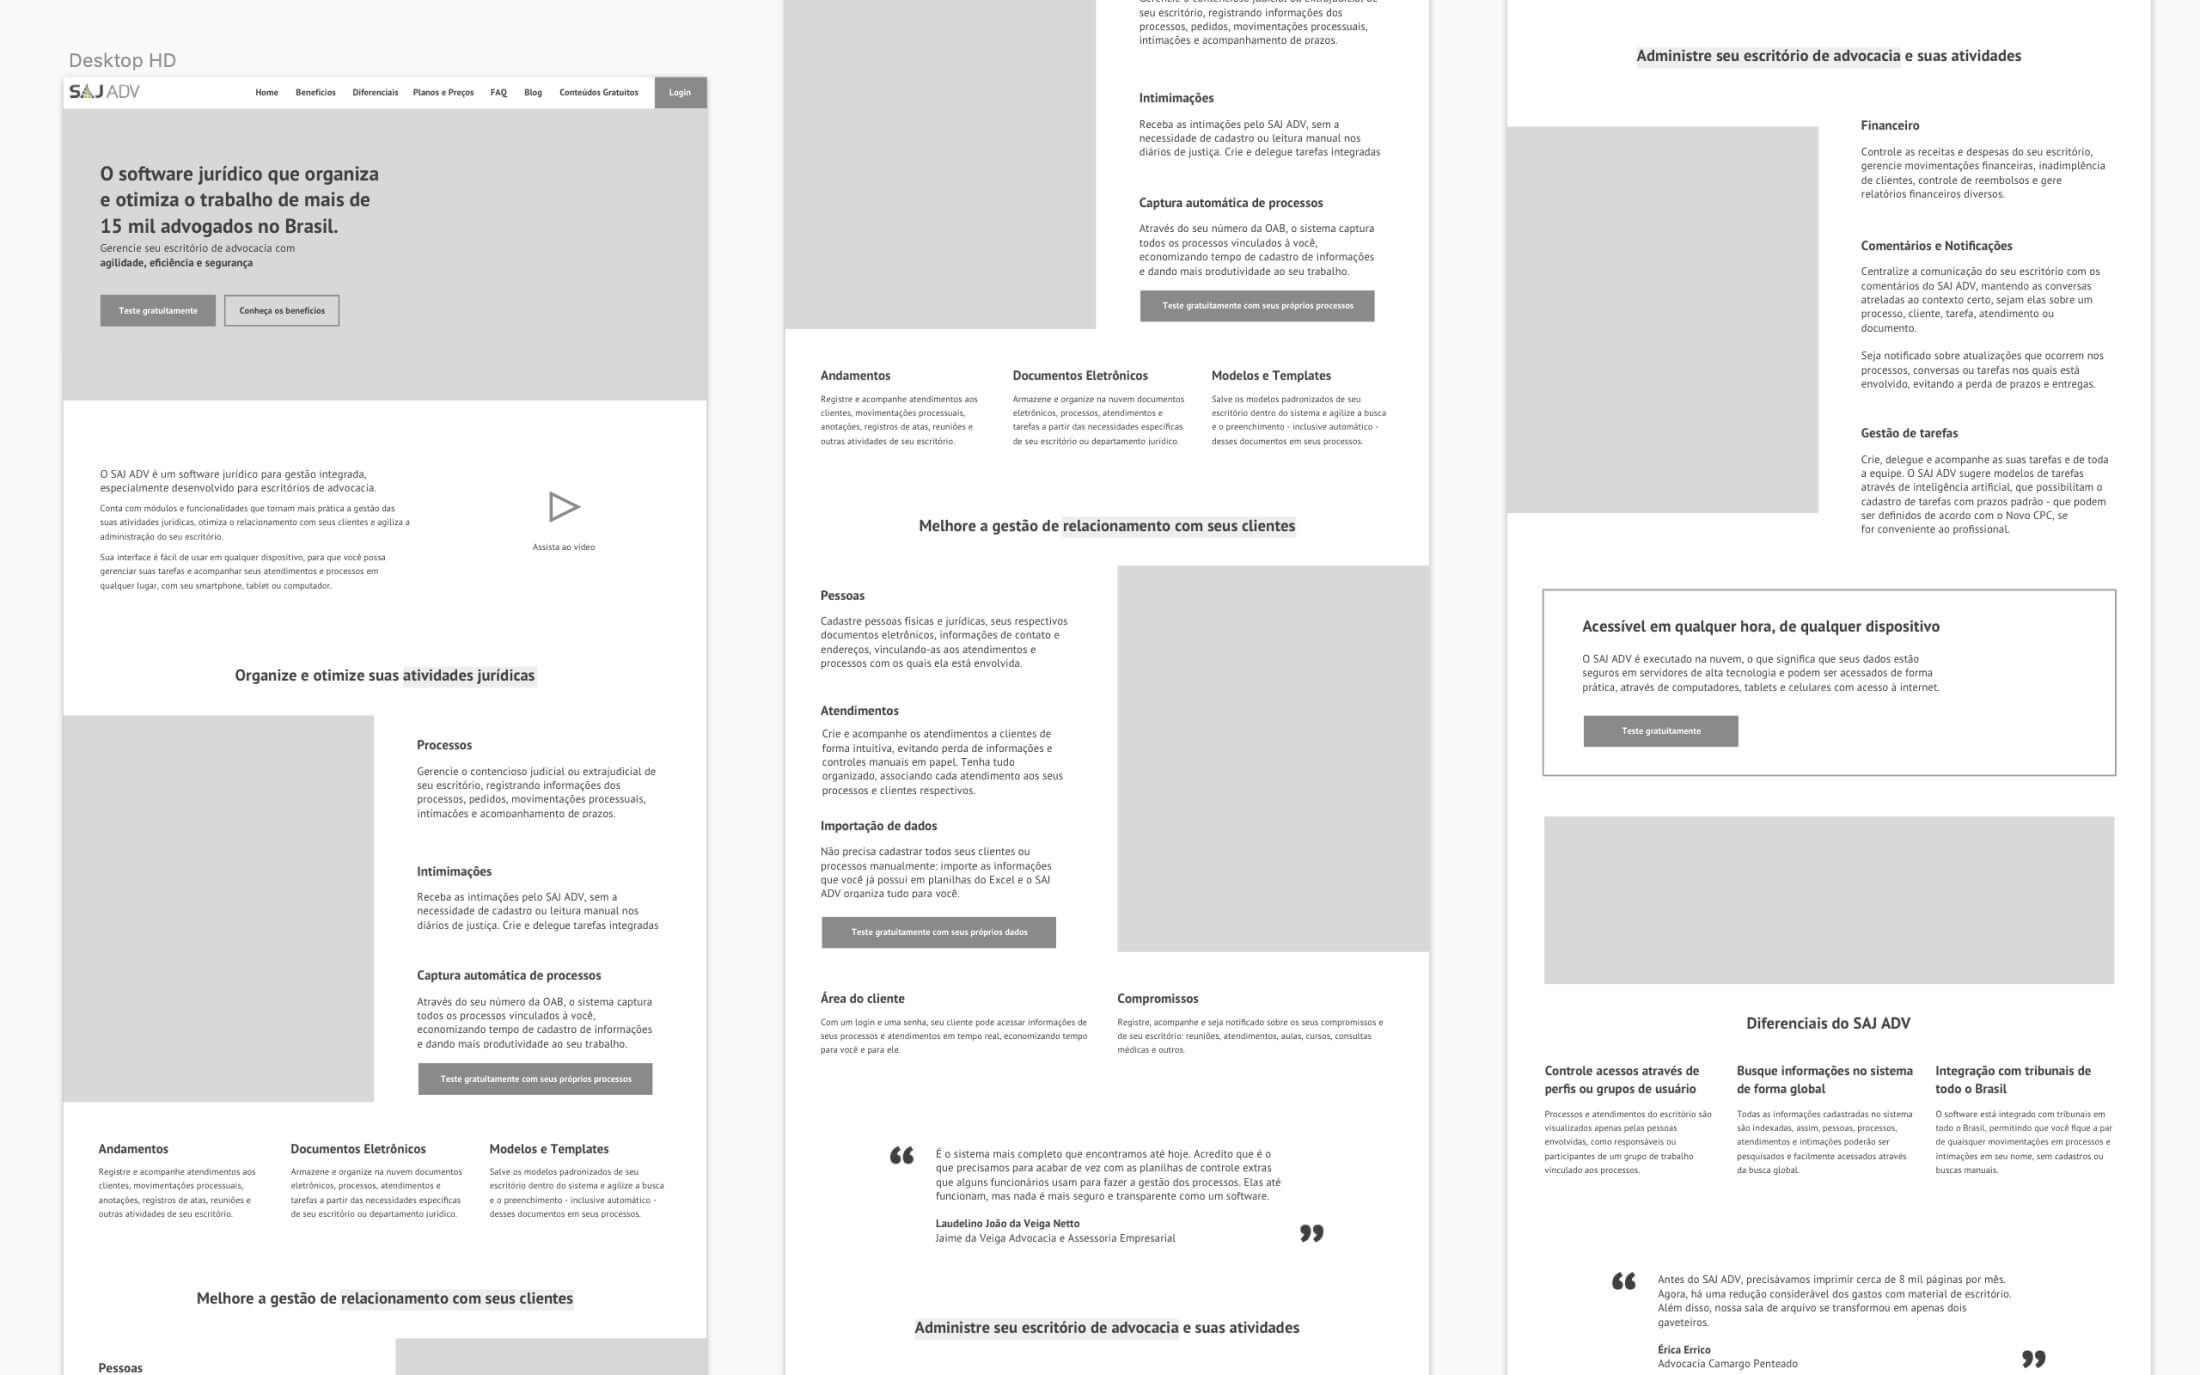 Desktop HD
SAJ ADV
Home Benefícios Diferenciais Planos e Preços FAQ Blog Conteúdos Gratuitos Login
O software jurídico que organiza
e otimiza o trabalho de mais de
15 mil advogados no Brasil.
Gerencie seu escritório de advocacia com
agilidade, eficiência e segurança
Teste gratuitamente
Conheça os benefícios
O SAJ ADV é um software jurídico para gestão integrada,
especialmente desenvolvido para escritórios de advocacia.
Conta com módulos e funcionalidades que tornam mais prática a gestão das
suas atividades jurídicas, otimiza o relacionamento com seus clientes e agiliza a
administração do seu escritório.
Sua interface é fácil de usar em qualquer dispositivo, para que você possa
gerenciar suas tarefas e acompanhar seus atendimentos e processos em
qualquer lugar, com seu smartphone, tablet ou computador.
Assista ao vídeo
Organize e otimize suas atividades jurídicas
Processos
Gerencie o contencioso judicial ou extrajudicial de
seu escritório, registrando informações dos
processos, pedidos, movimentações processuais,
intimações e acompanhamento de prazos.
Intimimações
Receba as intimações pelo SAJ ADV, sem a
necessidade de cadastro ou leitura manual nos
diários de justiça. Crie e delegue tarefas integradas
Captura automática de processos
Através do seu número da OAB, o sistema captura
todos os processos vinculados à você,
economizando tempo de cadastro de informações
e dando mais produtividade ao seu trabalho.
Teste gratuitamente com seus próprios processos
Andamentos
Registre e acompanhe atendimentos aos
clientes, movimentações processuais,
anotações, registros de atas, reuniões e
outras atividades de seu escritório.
Documentos Eletrônicos
Armazene e organize na nuvem documentos
eletrônicos, processos, atendimentos e
tarefas a partir das necessidades específicas
de seu escritório ou departamento jurídico.
Modelos e Templates
Salve os modelos padronizados de seu
escritório dentro do sistema e agilize a busca
e o preenchimento - inclusive automático -
desses documentos em seus processos.
Melhore a gestão de relacionamento com seus clientes
Pessoas
Gerencie o contencioso judicial ou extrajudicial de
seu escritório, registrando informações dos
processos, pedidos, movimentações processuais,
intimações e acompanhamento de prazos.
Intimimações
Receba as intimações pelo SAJ ADV, sem a
necessidade de cadastro ou leitura manual nos
diários de justiça. Crie e delegue tarefas integradas
Captura automática de processos
Através do seu número da OAB, o sistema captura
todos os processos vinculados à você,
economizando tempo de cadastro de informações
e dando mais produtividade ao seu trabalho.
Teste gratuitamente com seus próprios processos
Andamentos
Registre e acompanhe atendimentos aos
clientes, movimentações processuais,
anotações, registros de atas, reuniões e
outras atividades de seu escritório.
Documentos Eletrônicos
Armazene e organize na nuvem documentos
eletrônicos, processos, atendimentos e
tarefas a partir das necessidades específicas
de seu escritório ou departamento jurídico.
Modelos e Templates
Salve os modelos padronizados de seu
escritório dentro do sistema e agilize a busca
e o preenchimento - inclusive automático -
desses documentos em seus processos.
Melhore a gestão de relacionamento com seus clientes
Pessoas
Cadastre pessoas físicas e jurídicas, seus respectivos
documentos eletrônicos, informações de contato e
endereços, vinculando-as aos atendimentos e
processos com os quais ela está envolvida.
Atendimentos
Crie e acompanhe os atendimentos a clientes de
forma intuitiva, evitando perda de informações e
controles manuais em papel. Tenha tudo
organizado, associando cada atendimento aos seus
processos e clientes respectivos.
Importação de dados
Não precisa cadastrar todos seus clientes ou
processos manualmente: importe as informações
que você já possui em planilhas do Excel e o SAJ
ADV organiza tudo para você.
Teste gratuitamente com seus próprios dados
Área do cliente
Com um login e uma senha, seu cliente pode acessar informações de
seus processos e atendimentos em tempo real, economizando tempo
para você e para ele.
Compromissos
Registre, acompanhe e seja notificado sobre os seus compromissos e
de seu escritório: reuniões, atendimentos, aulas, cursos, consultas
médicas e outros.
“
É o sistema mais completo que encontramos até hoje. Acredito que é o
que precisamos para acabar de vez com as planilhas de controle extras
que alguns funcionários usam para fazer a gestão dos processos. Elas até
funcionam, mas nada é mais seguro e transparente como um software.
Laudelino João da Veiga Netto
Jaime da Veiga Advocacia e Assessoria Empresarial
”
Administre seu escritório de advocacia e suas atividades
Administre seu escritório de advocacia e suas atividades
Financeiro
Controle as receitas e despesas do seu escritório,
gerencie movimentações financeiras, inadimplência
de clientes, controle de reembolsos e gere
relatórios financeiros diversos.
Comentários e Notificações
Centralize a comunicação do seu escritório com os
comentários do SAJ ADV, mantendo as conversas
atreladas ao contexto certo, sejam elas sobre um
processo, cliente, tarefa, atendimento ou
documento.
Seja notificado sobre atualizações que ocorrem nos
processos, conversas ou tarefas nos quais está
envolvido, evitando a perda de prazos e entregas.
Gestão de tarefas
Crie, delegue e acompanhe as suas tarefas e de toda
a equipe. O SAJ ADV sugere modelos de tarefas
através de inteligência artificial, que possibilitam o
cadastro de tarefas com prazos padrão - que podem
ser definidos de acordo com o Novo CPC, se
for conveniente ao profissional.
Acessível em qualquer hora, de qualquer dispositivo
O SAJ ADV é executado na nuvem, o que significa que seus dados estão
seguros em servidores de alta tecnologia e podem ser acessados de forma
prática, através de computadores, tablets e celulares com acesso à internet.
Teste gratuitamente
Diferenciais do SAJ ADV
Controle acessos através de
perfis ou grupos de usuário
Processos e atendimentos do escritório são
visualizados apenas pelas pessoas
envolvidas, como responsáveis ou
participantes de um grupo de trabalho
vinculado aos processos.
Busque informações no sistema
de forma global
Todas as informações cadastradas no sistema
são indexadas, assim, pessoas, processos,
atendimentos e intimações poderão ser
pesquisados e facilmente acessados através
da busca global.
Integração com tribunais de
todo o Brasil
O software está integrado com tribunais em
todo o Brasil, permitindo que você fique a par
de quaisquer movimentações em processos e
intimações em seu nome, sem cadastros ou
buscas manuais.
“
Antes do SAJ ADV, precisávamos imprimir cerca de 8 mil páginas por mês.
Agora, há uma redução considerável dos gastos com material de escritório.
Além disso, nossa sala de arquivo se transformou em apenas dois
gaveteiros.
Érica Errico
Advocacia Camargo Penteado
”